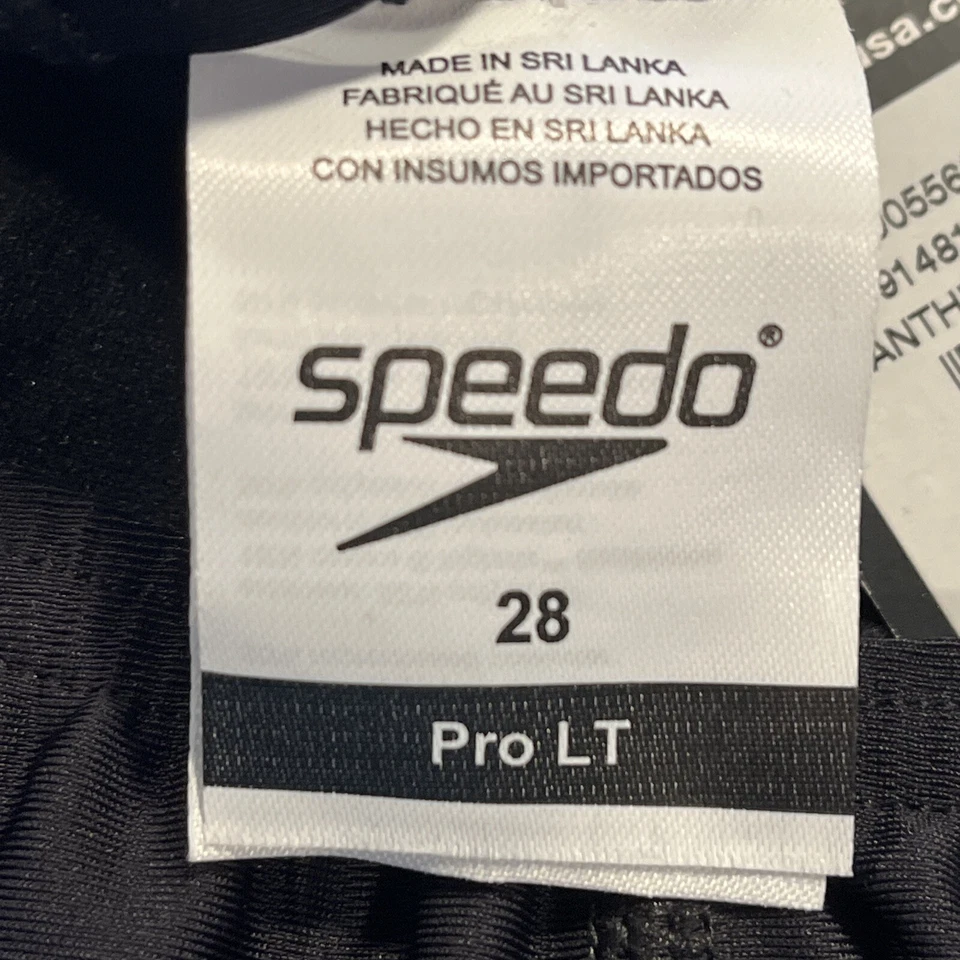 MADE IN SRI LANKA
FABRIQUÉ AU SRI LANKA
HECHO EN SRI LANKA
CON INSUMOS IMPORTADOS
speedo®
28
Pro LT